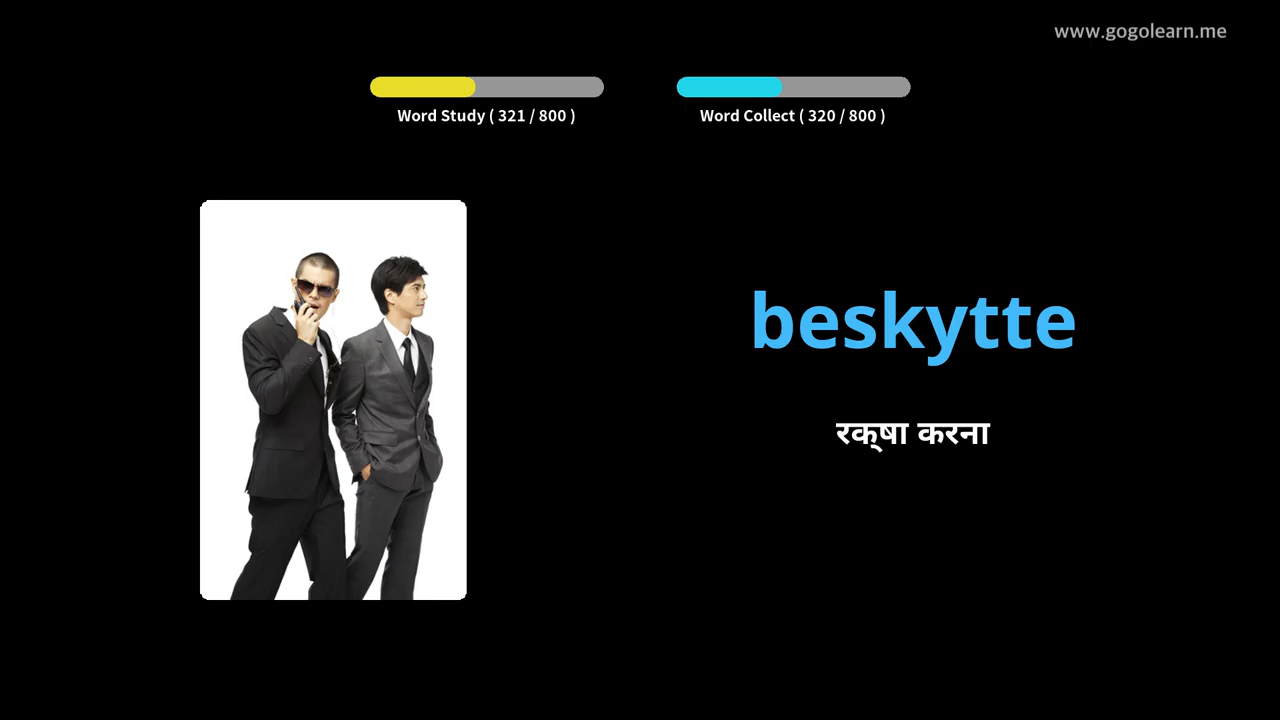 www.gogolearn.me
Word Study ( 321 / 800 )
Word Collect ( 320 / 800 )
beskytte
रक्षा करना